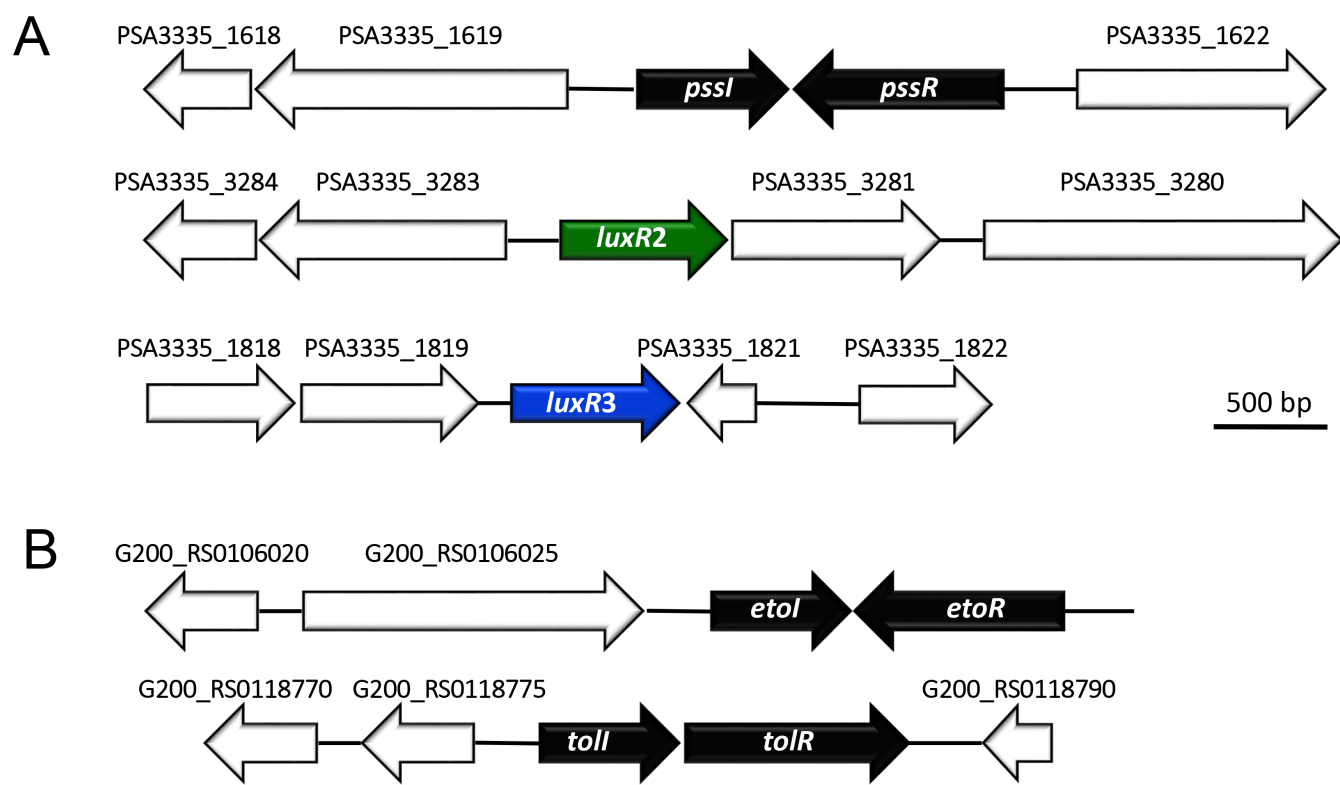 A
PSA3335_1618 PSA3335_1619 PSA3335_1622
pssI pssR
PSA3335_3284 PSA3335_3283 PSA3335_3281 PSA3335_3280
luxR2
PSA3335_1818 PSA3335_1819 PSA3335_1821 PSA3335_1822
luxR3
500 bp
B
G200_RS0106020 G200_RS0106025
etoI etoR
G200_RS0118770 G200_RS0118775 G200_RS0118790
tolI tolR